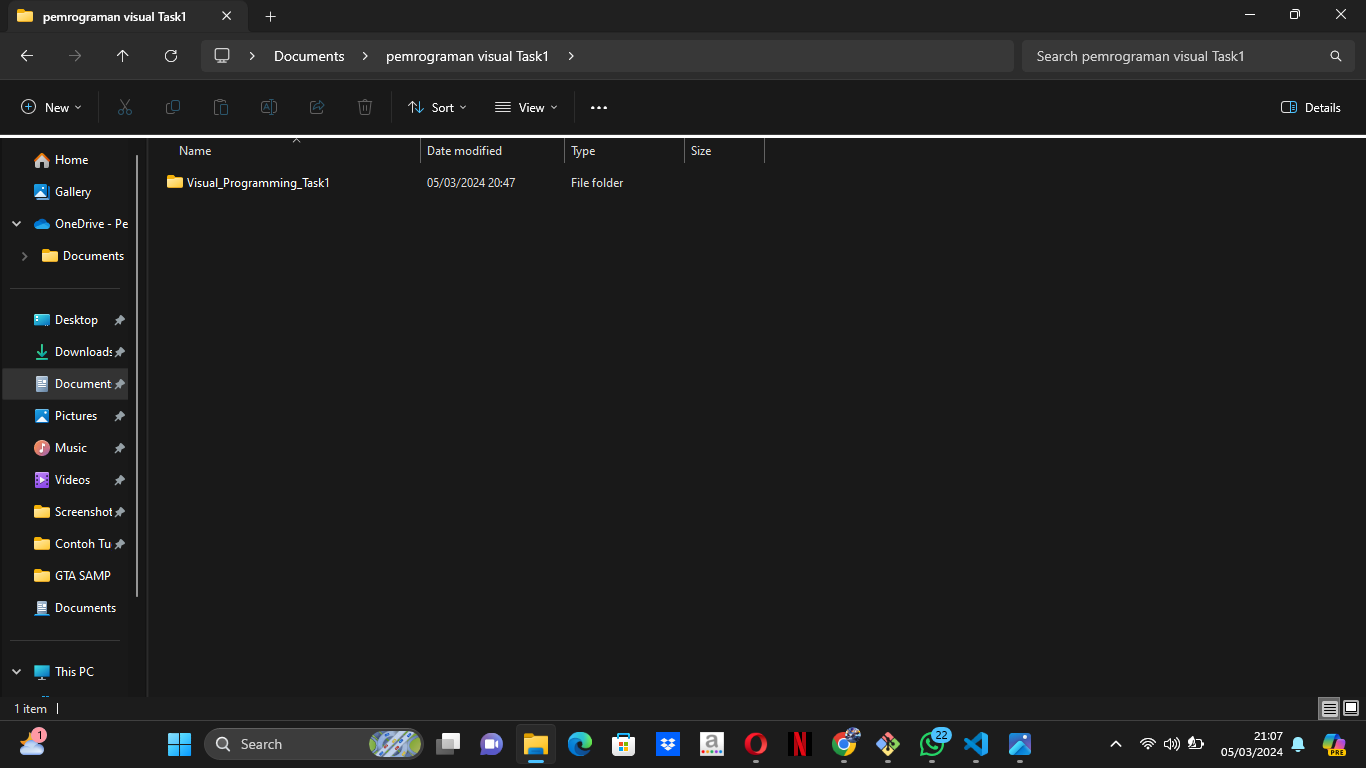 pemrograman visual Task1
Documents
pemrograman visual Task1
Search pemrograman visual Task1
New
Sort
View
Details
Name
Date modified
Type
Size
Visual_Programming_Task1
05/03/2024 20:47
File folder
Home
Gallery
OneDrive - Pe
Documents
Desktop
Downloads
Document
Pictures
Music
Videos
Screenshot
Contoh Tu
GTA SAMP
Documents
This PC
1 item
1
Search
a
N
22
21:07
05/03/2024
PRE